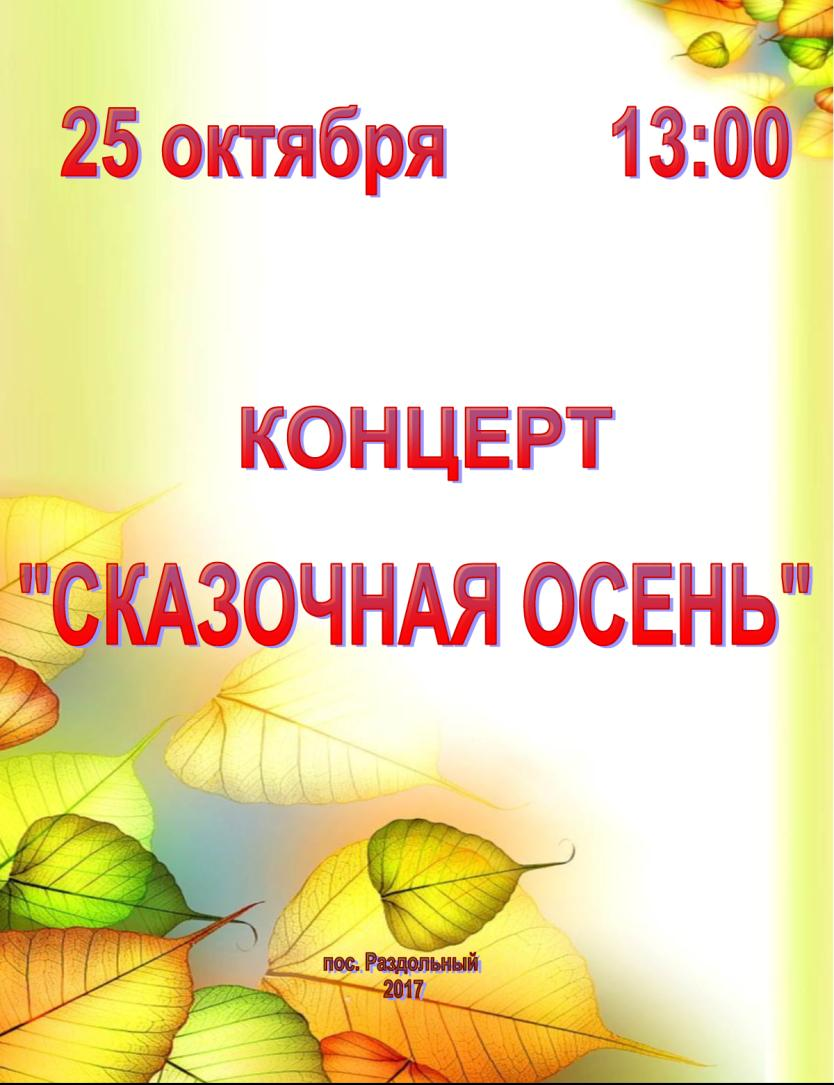 25 октября 13:00
КОНЦЕРТ
"СКАЗОЧНАЯ ОСЕНЬ"
пос. Раздольный
2017